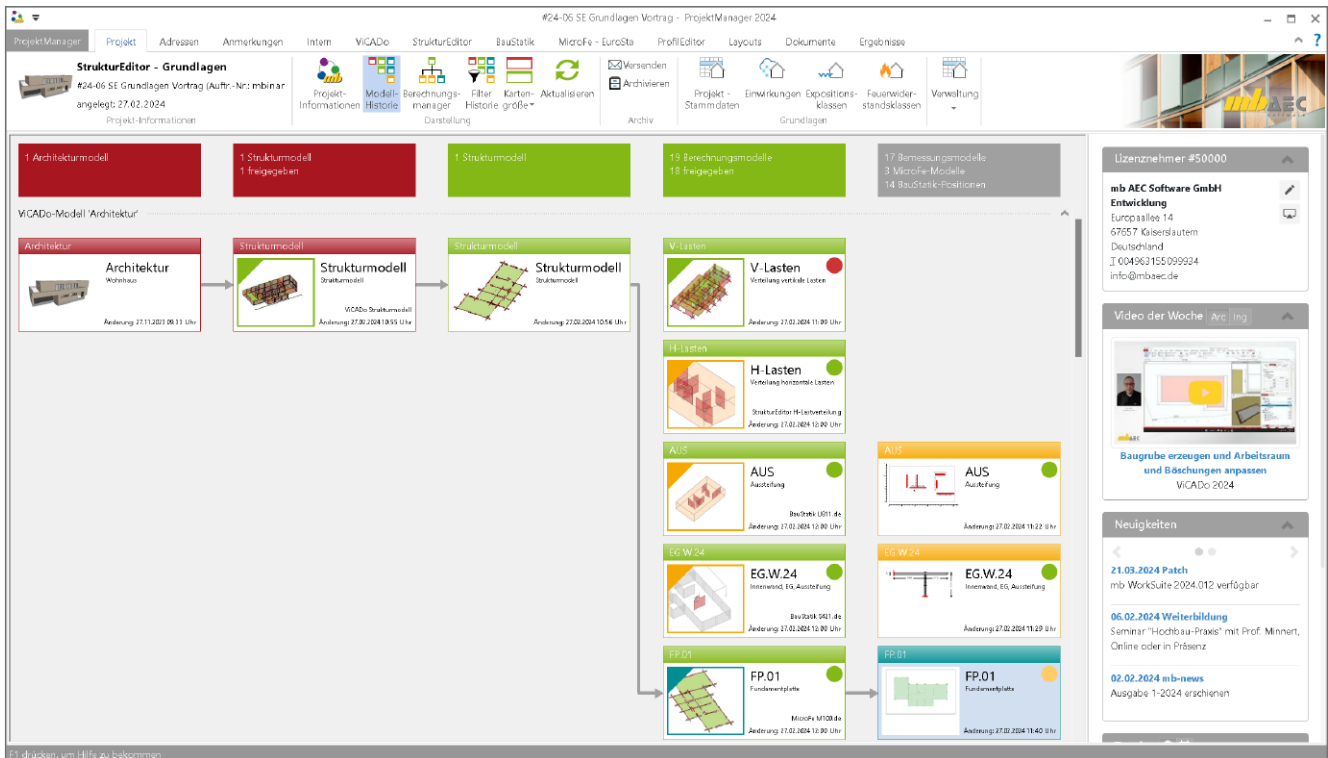 #24-06 SE Grundlagen Vortrag - ProjektManager 2024
ProjektManager Projekt Adressen Anmerkungen Intern ViCADo StrukturEditor BauStatik MicroFe - EuroSta ProfilEditor Layouts Dokumente Ergebnisse
StrukturEditor - Grundlagen
#24-06 SE Grundlagen Vortrag (Auftr.-Nr.: mbinar
angelegt: 27.02.2024
Projekt-Informationen
Projekt-Informationen
Modell-Historie
Berechnungs-manager
Filter Historie
Karten-größe
Aktualisieren
Darstellung
Versenden
Archivieren
Archiv
Projekt - Stammdaten
Einwirkungen
Expositions-klassen
Feuerwider-standsklassen
Grundlagen
Verwaltung
mb AEC
1 Architekturmodell
1 Strukturmodell
1 freigegeben
1 Strukturmodell
19 Berechnungsmodelle
18 freigegeben
17 Bemessungsmodelle
3 MicroFe-Modelle
14 BauStatik-Positionen
ViCADo-Modell 'Architektur'
Architektur
Architektur
Wohnhaus
Änderung: 27.11.2023 09:33 Uhr
Strukturmodell
Strukturmodell
Strukturmodell
ViCADo Strukturmodell
Änderung: 27.02.2024 10:55 Uhr
Strukturmodell
Strukturmodell
Strukturmodell
Änderung: 27.02.2024 10:56 Uhr
V-Lasten
V-Lasten
Verteilung vertikale Lasten
Änderung: 27.02.2024 11:09 Uhr
H-Lasten
H-Lasten
Verteilung horizontale Lasten
StrukturEditor H-Lastverteilung
Änderung: 27.02.2024 12:00 Uhr
AUS
AUS
Aussteifung
BauStatik U811.de
Änderung: 27.02.2024 12:00 Uhr
AUS
AUS
Aussteifung
Änderung: 27.02.2024 11:22 Uhr
EG.W.24
EG.W.24
Innenwand, EG, Aussteifung
BauStatik S421.de
Änderung: 27.02.2024 12:00 Uhr
EG.W.24
EG.W.24
Innenwand, EG, Aussteifung
Änderung: 27.02.2024 11:29 Uhr
FP.01
FP.01
Fundamentplatte
MicroFe M100.de
Änderung: 27.02.2024 12:00 Uhr
FP.01
FP.01
Fundamentplatte
Änderung: 27.02.2024 11:40 Uhr
Lizenznehmer #50000
mb AEC Software GmbH
Entwicklung
Europaallee 14
67657 Kaiserslautern
Deutschland
T 004963155099934
info@mbaec.de
Video der Woche Arc Ing
Baugrube erzeugen und Arbeitsraum
und Böschungen anpassen
ViCADo 2024
Neuigkeiten
21.03.2024 Patch
mb WorkSuite 2024.012 verfügbar
06.02.2024 Weiterbildung
Seminar "Hochbau-Praxis" mit Prof. Minnert,
Online oder in Präsenz
02.02.2024 mb-news
Ausgabe 1-2024 erschienen
F1 drücken, um Hilfe zu bekommen